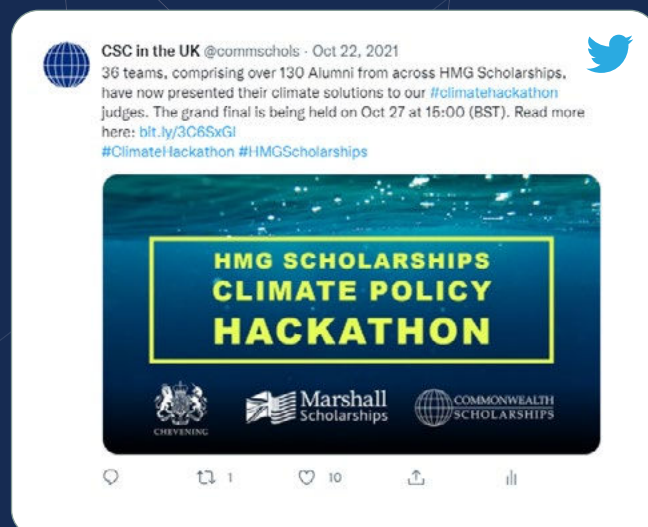 CSC in the UK @commschols · Oct 22, 2021
36 teams, comprising over 130 Alumni from across HMG Scholarships,
have now presented their climate solutions to our #climatehackathon
judges. The grand final is being held on Oct 27 at 15:00 (BST). Read more
here: bit.ly/3C6SxGl
#ClimateHackathon #HMGScholarships
HMG SCHOLARSHIPS
CLIMATE POLICY
HACKATHON
CHEVENING
Marshall
Scholarships
COMMONWEALTH
SCHOLARSHIPS
1
10